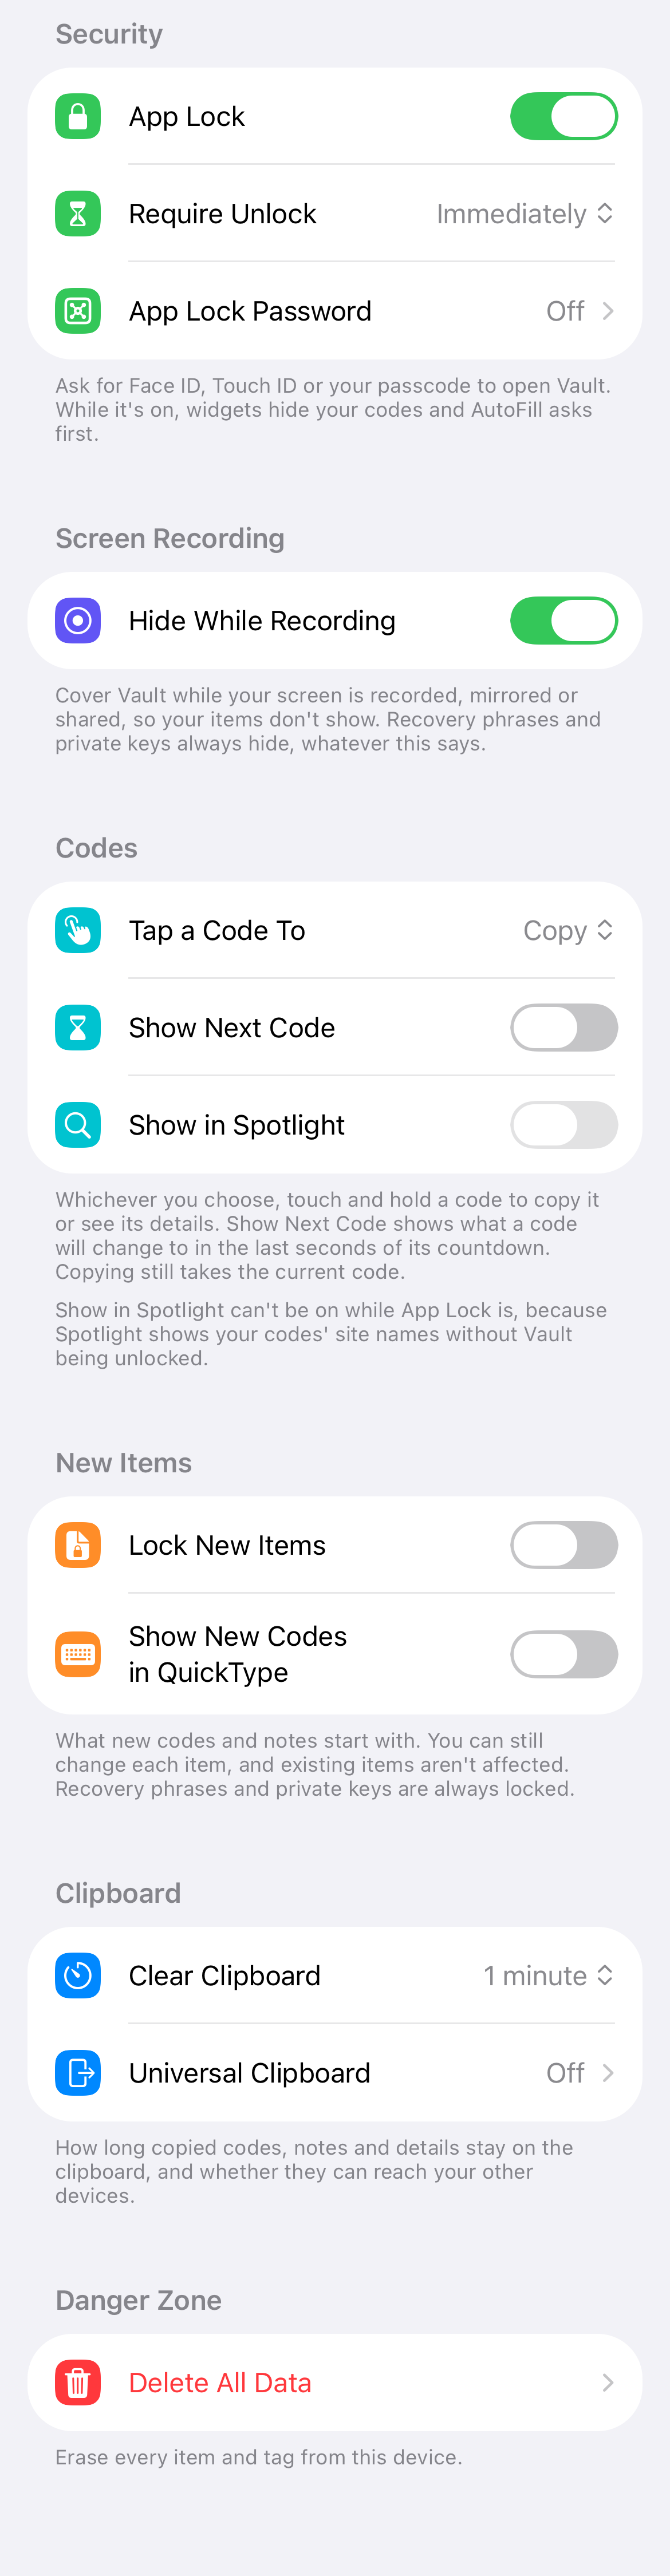 Security
App Lock
Require Unlock Immediately
App Lock Password Off
Ask for Face ID, Touch ID or your passcode to open Vault.
While it's on, widgets hide your codes and AutoFill asks
first.
Screen Recording
Hide While Recording
Cover Vault while your screen is recorded, mirrored or
shared, so your items don't show. Recovery phrases and
private keys always hide, whatever this says.
Codes
Tap a Code To Copy
Show Next Code
Show in Spotlight
Whichever you choose, touch and hold a code to copy it
or see its details. Show Next Code shows what a code
will change to in the last seconds of its countdown.
Copying still takes the current code.
Show in Spotlight can't be on while App Lock is, because
Spotlight shows your codes' site names without Vault
being unlocked.
New Items
Lock New Items
Show New Codes
in QuickType
What new codes and notes start with. You can still
change each item, and existing items aren't affected.
Recovery phrases and private keys are always locked.
Clipboard
Clear Clipboard 1 minute
Universal Clipboard Off
How long copied codes, notes and details stay on the
clipboard, and whether they can reach your other
devices.
Danger Zone
Delete All Data
Erase every item and tag from this device.